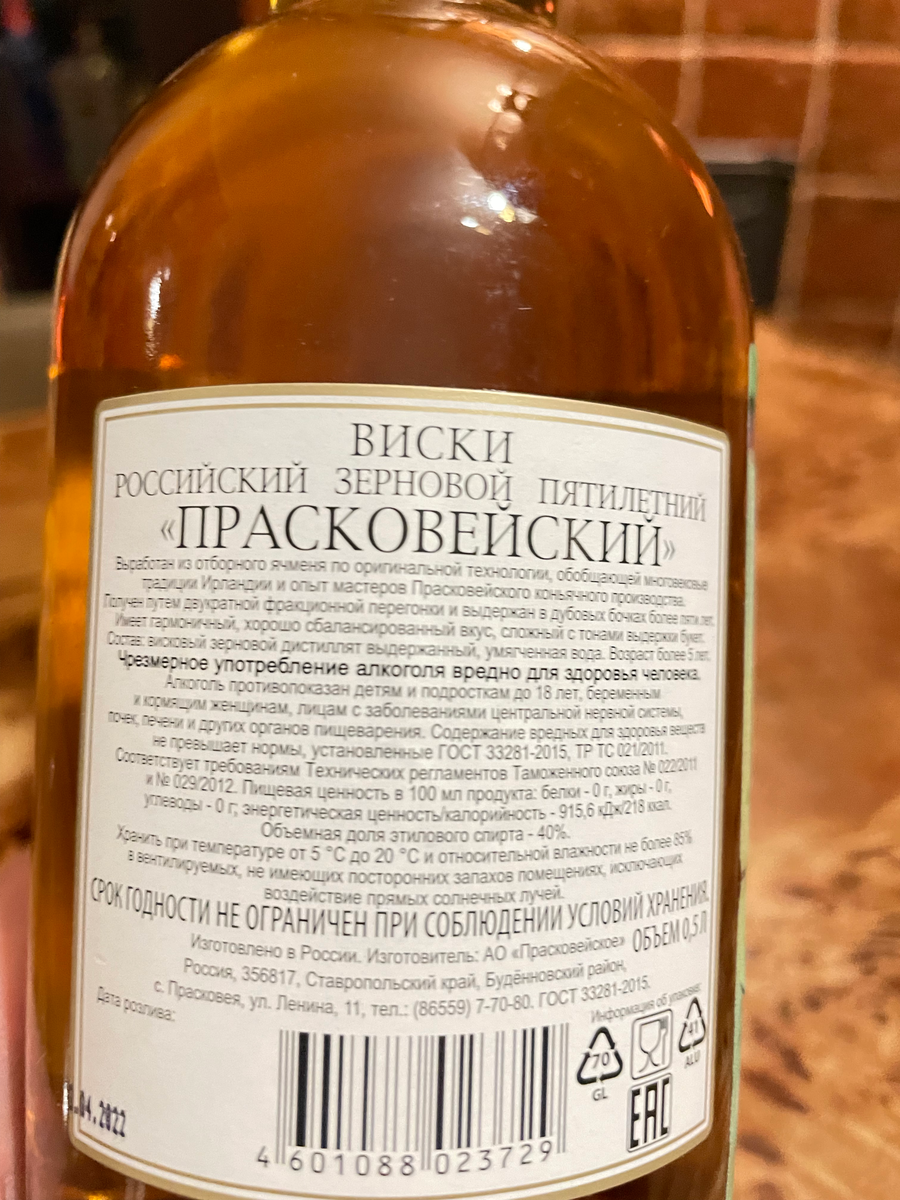 ВИСКИ
РОССИЙСКИЙ ЗЕРНОВОЙ ПЯТИЛЕТНИЙ
«ПРАСКОВЕЙСКИЙ»
Выработан из отборного ячменя по оригинальной технологии, обобщающей многовековые
традиции Ирландии и опыт мастеров Прасковейского коньячного производства.
Получен путем двукратной фракционной перегонки и выдержан в дубовых бочках более пяти лет.
Имеет гармоничный, хорошо сбалансированный вкус, сложный с тонами выдержки букет.
Состав: висковый зерновой дистиллят выдержанный, умягченная вода. Возраст более 5 лет.
Чрезмерное употребление алкоголя вредно для здоровья человека.
Алкоголь противопоказан детям и подросткам до 18 лет, беременным
и кормящим женщинам, лицам с заболеваниями центральной нервной системы,
почек, печени и других органов пищеварения. Содержание вредных для здоровья веществ
не превышает нормы, установленные ГОСТ 33281-2015, ТР ТС 021/2011.
Соответствует требованиям Технических регламентов Таможенного союза № 022/2011
и № 029/2012. Пищевая ценность в 100 мл продукта: белки - 0 г, жиры - 0 г,
углеводы - 0 г; энергетическая ценность/калорийность - 915,6 кДж/218 ккал.
Объемная доля этилового спирта - 40%.
Хранить при температуре от 5 °С до 20 °С и относительной влажности не более 85%
в вентилируемых, не имеющих посторонних запахов помещениях, исключающих
воздействие прямых солнечных лучей.
СРОК ГОДНОСТИ НЕ ОГРАНИЧЕН ПРИ СОБЛЮДЕНИИ УСЛОВИЙ ХРАНЕНИЯ.
Изготовлено в России. Изготовитель: АО «Прасковейское» ОБЪЕМ 0,5 Л
Россия, 356817, Ставропольский край, Будённовский район,
с. Прасковея, ул. Ленина, 11, тел.: (86559) 7-70-80. ГОСТ 33281-2015.
Дата розлива:
Информация об упаковке:
70
GL
41
ALU
EAC
.04.2022
4 601088 023729